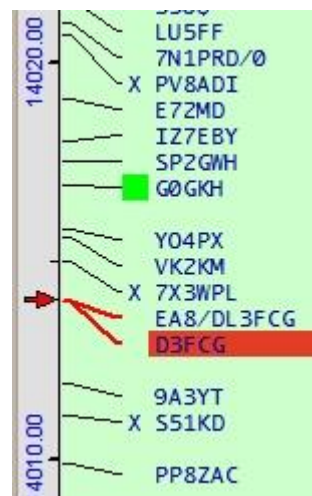 LU5FF
7N1PRD/0
X PV8ADI
E72MD
IZ7EBY
SP2GWH
G0GKH
YO4PX
VK2KM
X 7X3WPL
EA8/DL3FCG
D3FCG
9A3YT
X S51KD
PP8ZAC
14020.00
14010.00